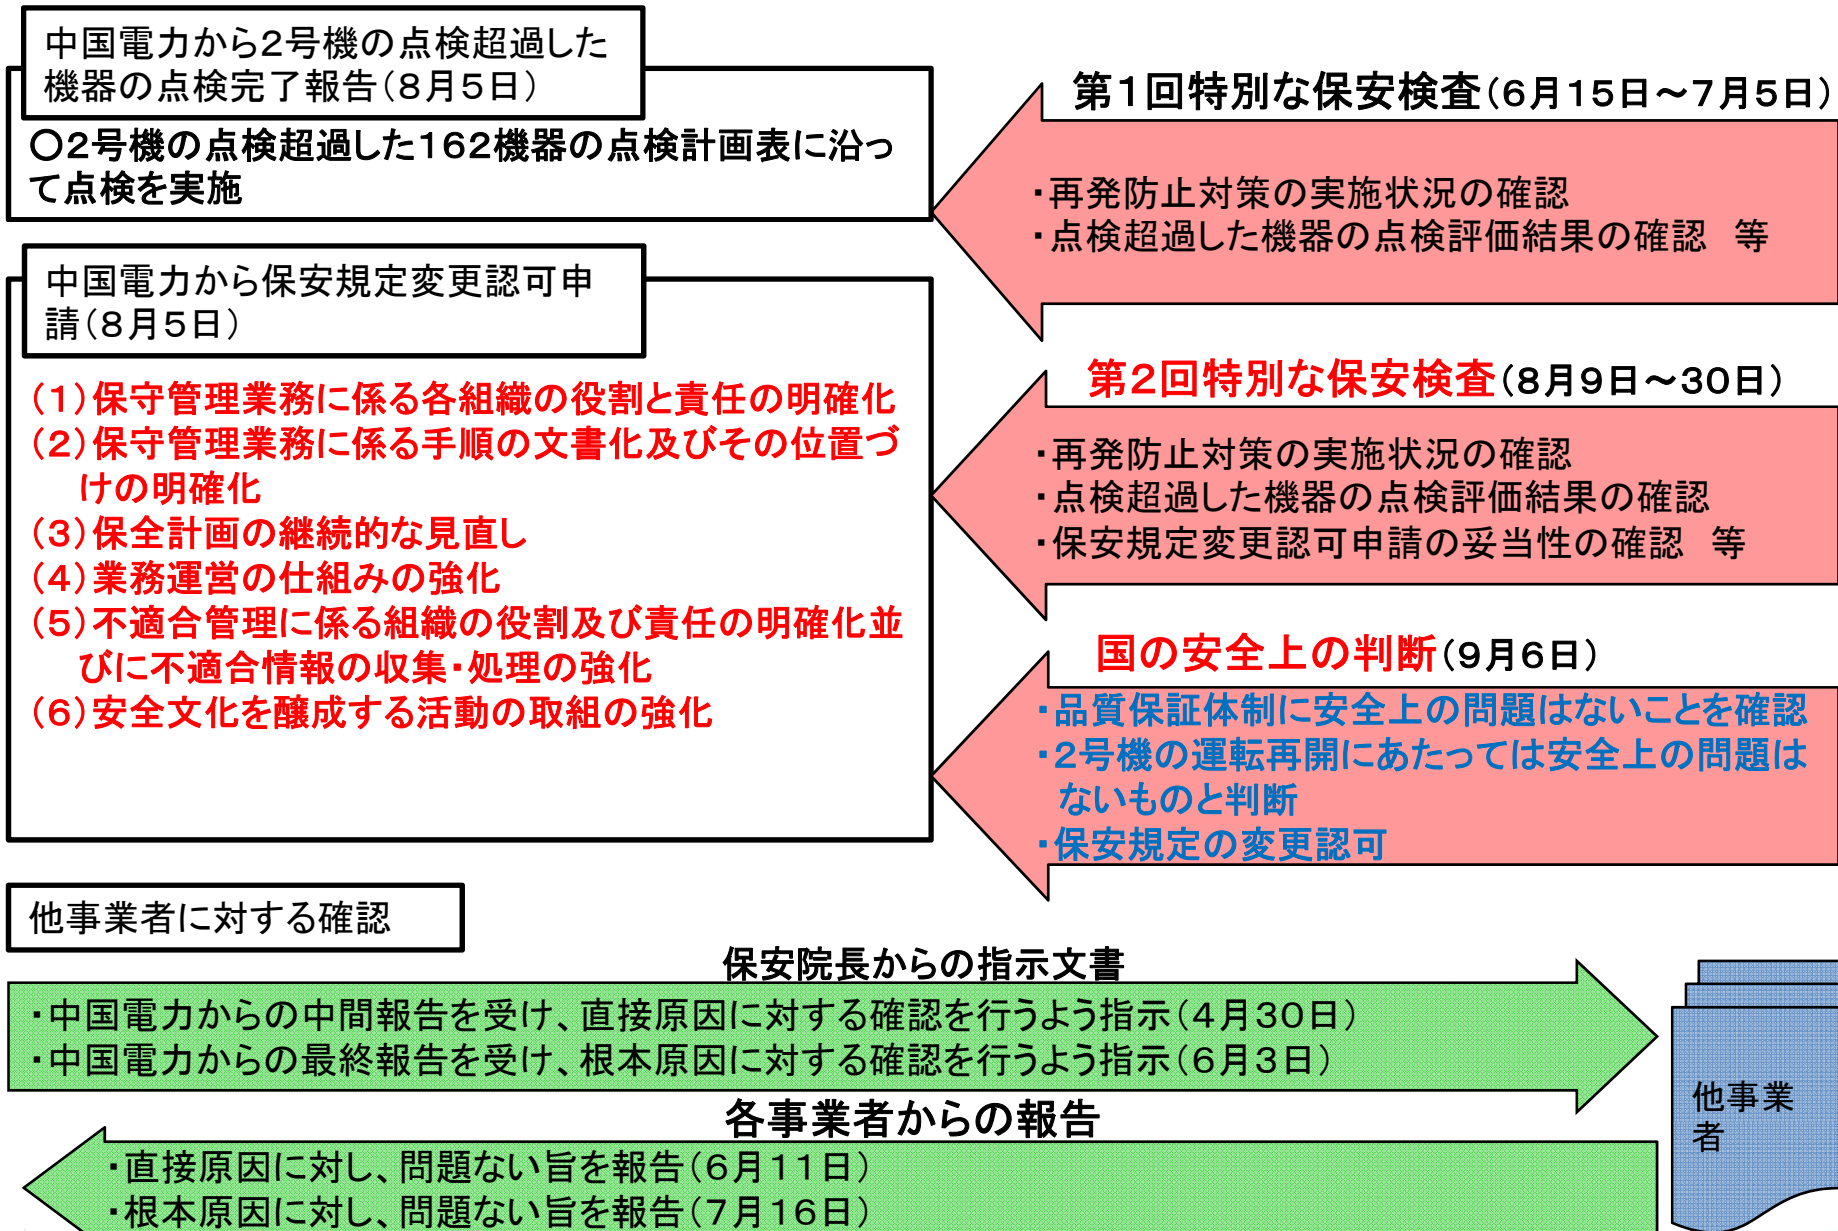 中国電力から2号機の点検超過した
機器の点検完了報告(8月5日)
○2号機の点検超過した162機器の点検計画表に沿っ
て点検を実施
中国電力から保安規定変更認可申
請(8月5日)
(1)保守管理業務に係る各組織の役割と責任の明確化
(2)保守管理業務に係る手順の文書化及びその位置づ
けの明確化
(3)保全計画の継続的な見直し
(4)業務運営の仕組みの強化
(5)不適合管理に係る組織の役割及び責任の明確化並
びに不適合情報の収集・処理の強化
(6)安全文化を醸成する活動の取組の強化
第1回特別な保安検査(6月15日～7月5日)
・再発防止対策の実施状況の確認
・点検超過した機器の点検評価結果の確認　等
第2回特別な保安検査(8月9日～30日)
・再発防止対策の実施状況の確認
・点検超過した機器の点検評価結果の確認
・保安規定変更認可申請の妥当性の確認　等
国の安全上の判断(9月6日)
・品質保証体制に安全上の問題はないことを確認
・2号機の運転再開にあたっては安全上の問題は
ないものと判断
・保安規定の変更認可
他事業者に対する確認
保安院長からの指示文書
・中国電力からの中間報告を受け、直接原因に対する確認を行うよう指示(4月30日)
・中国電力からの最終報告を受け、根本原因に対する確認を行うよう指示(6月3日)
他事業
者
各事業者からの報告
・直接原因に対し、問題ない旨を報告(6月11日)
・根本原因に対し、問題ない旨を報告(7月16日)